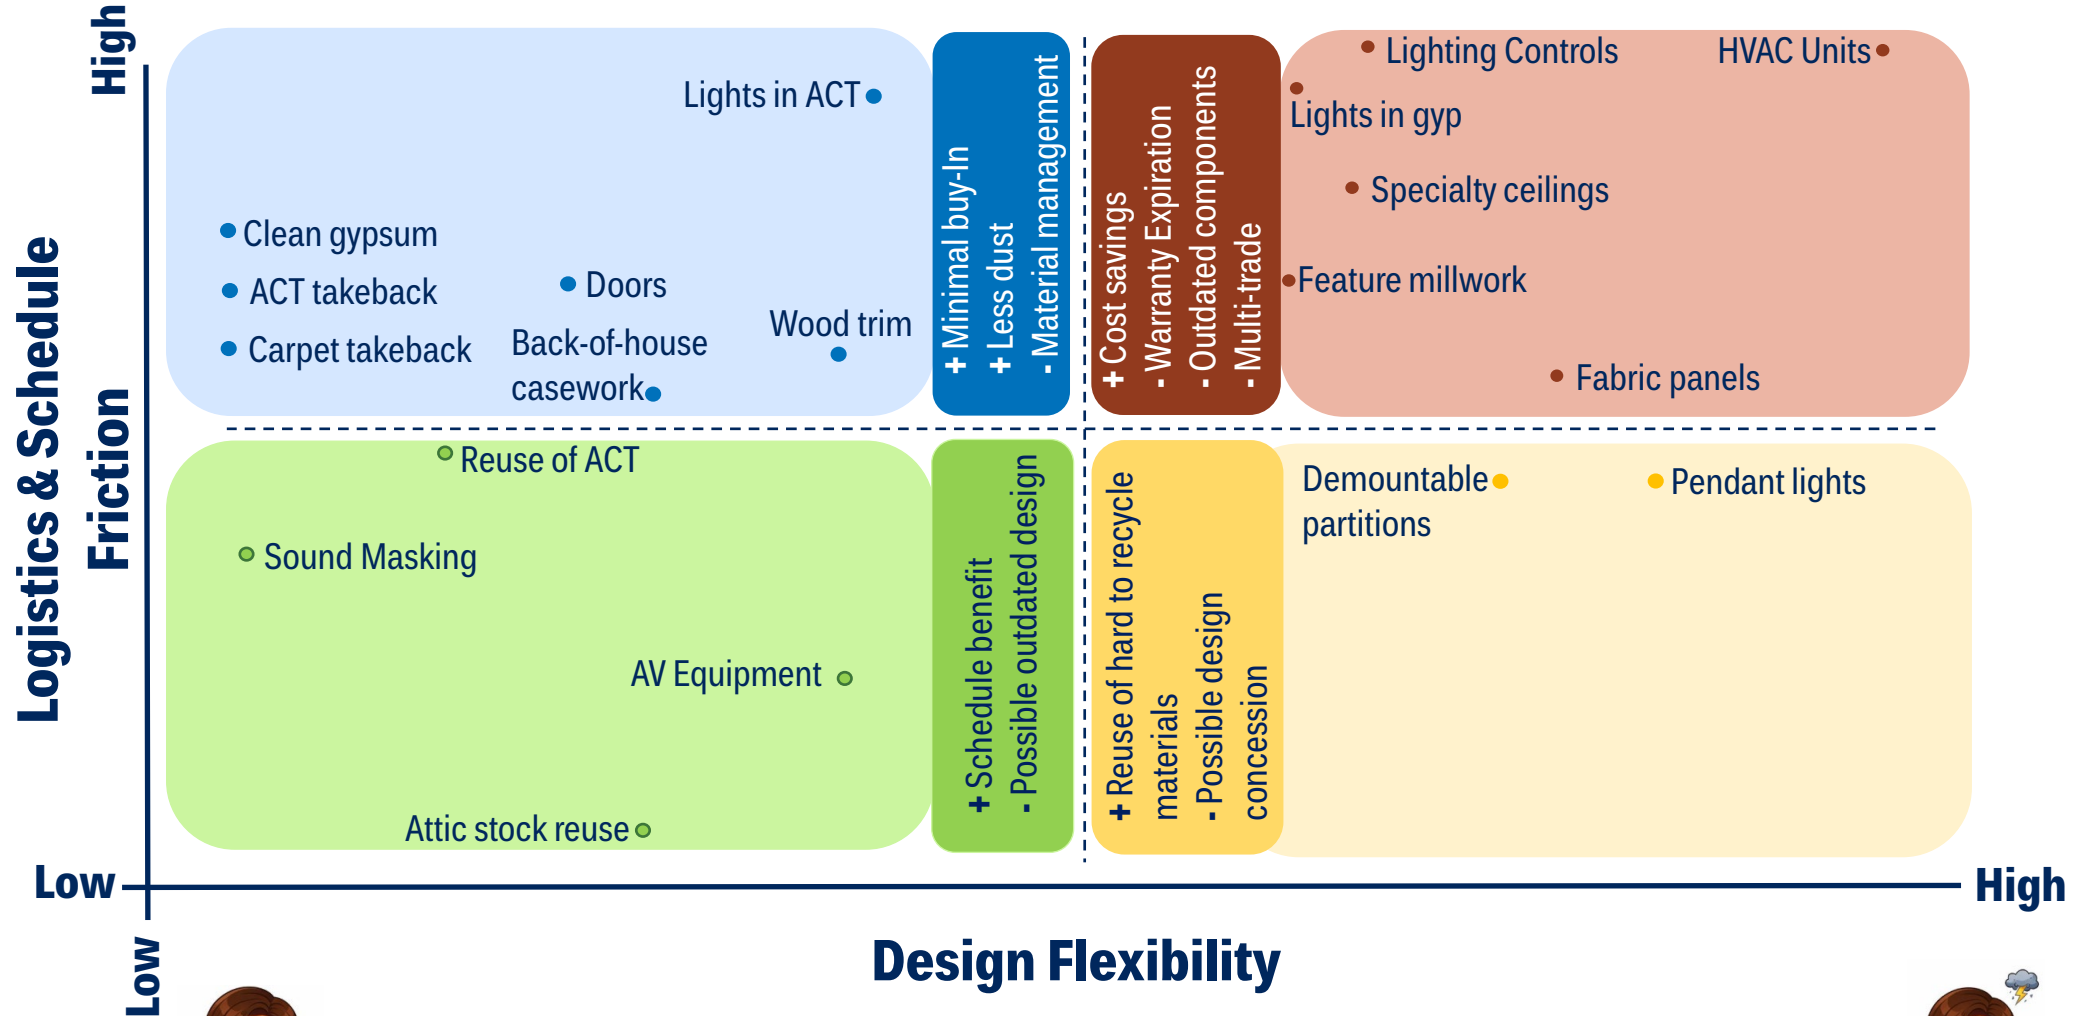 High
Logistics & Schedule
Friction
Low
Lights in ACT
Clean gypsum
ACT takeback
Carpet takeback
Doors
Back-of-house
casework
Wood trim
+ Minimal buy-In
+ Less dust
- Material management
+ Cost savings
- Warranty Expiration
- Outdated components
- Multi-trade
Lighting Controls
HVAC Units
Lights in gyp
Specialty ceilings
Feature millwork
Fabric panels
Reuse of ACT
Sound Masking
AV Equipment
Attic stock reuse
+ Schedule benefit
- Possible outdated design
+ Reuse of hard to recycle
materials
- Possible design
concession
Demountable
partitions
Pendant lights
Low
High
Design Flexibility